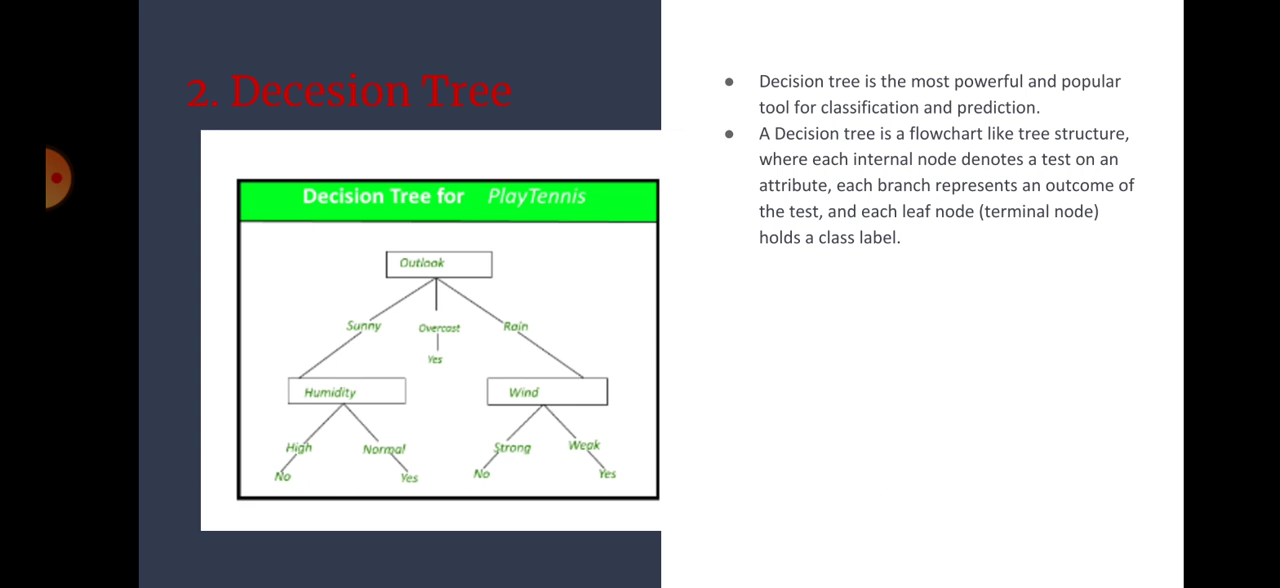 2. Decesion Tree
Decision Tree for PlayTennis
Outlook
Sunny Overcast Rain
Yes
Humidity Wind
High Normal Strong Weak
No Yes No Yes
● Decision tree is the most powerful and popular
tool for classification and prediction.
● A Decision tree is a flowchart like tree structure,
where each internal node denotes a test on an
attribute, each branch represents an outcome of
the test, and each leaf node (terminal node)
holds a class label.